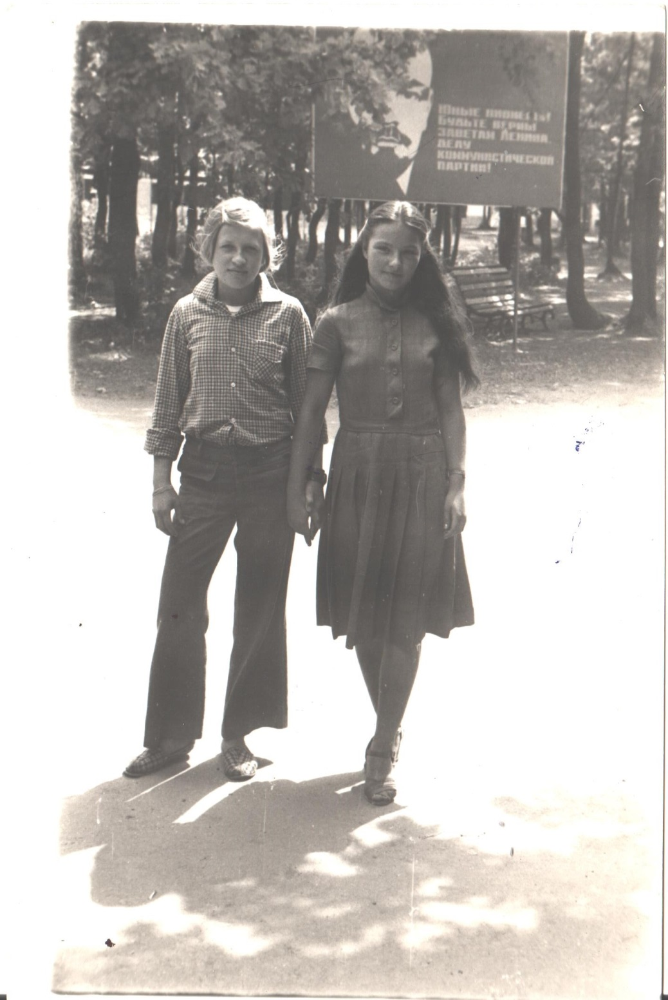 Юные пионеры!
Будьте верны
заветам Ленина,
делу
коммунистической
партии!